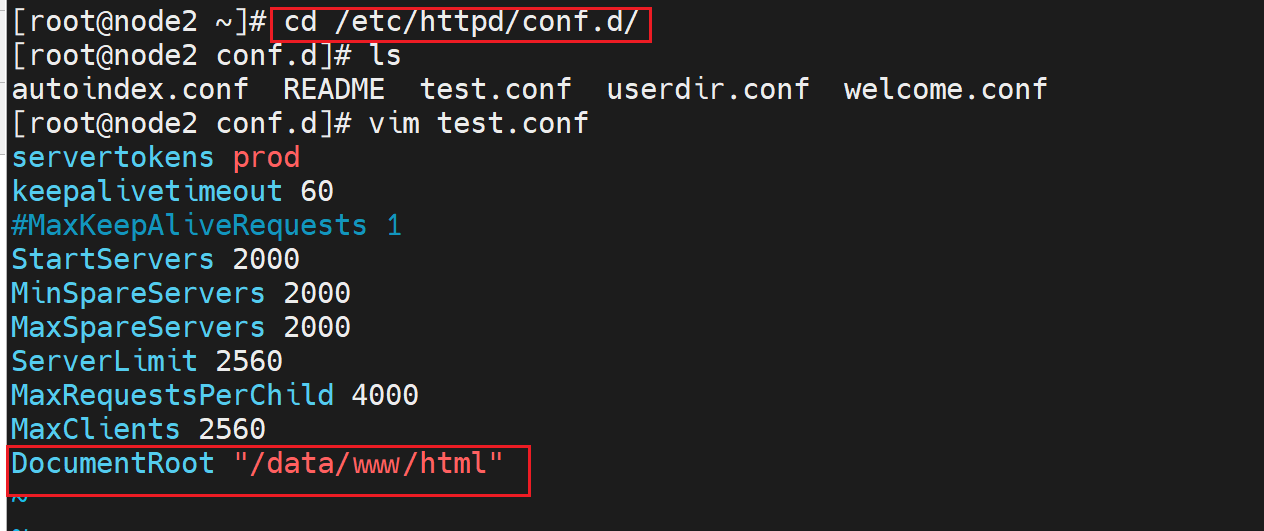 [root@node2 ~]# cd /etc/httpd/conf.d/
[root@node2 conf.d]# ls
autoindex.conf  README  test.conf  userdir.conf  welcome.conf
[root@node2 conf.d]# vim test.conf
servertokens prod
keepalivetimeout 60
#MaxKeepAliveRequests 1
StartServers 2000
MinSpareServers 2000
MaxSpareServers 2000
ServerLimit 2560
MaxRequestsPerChild 4000
MaxClients 2560
DocumentRoot "/data/www/html"
~
~